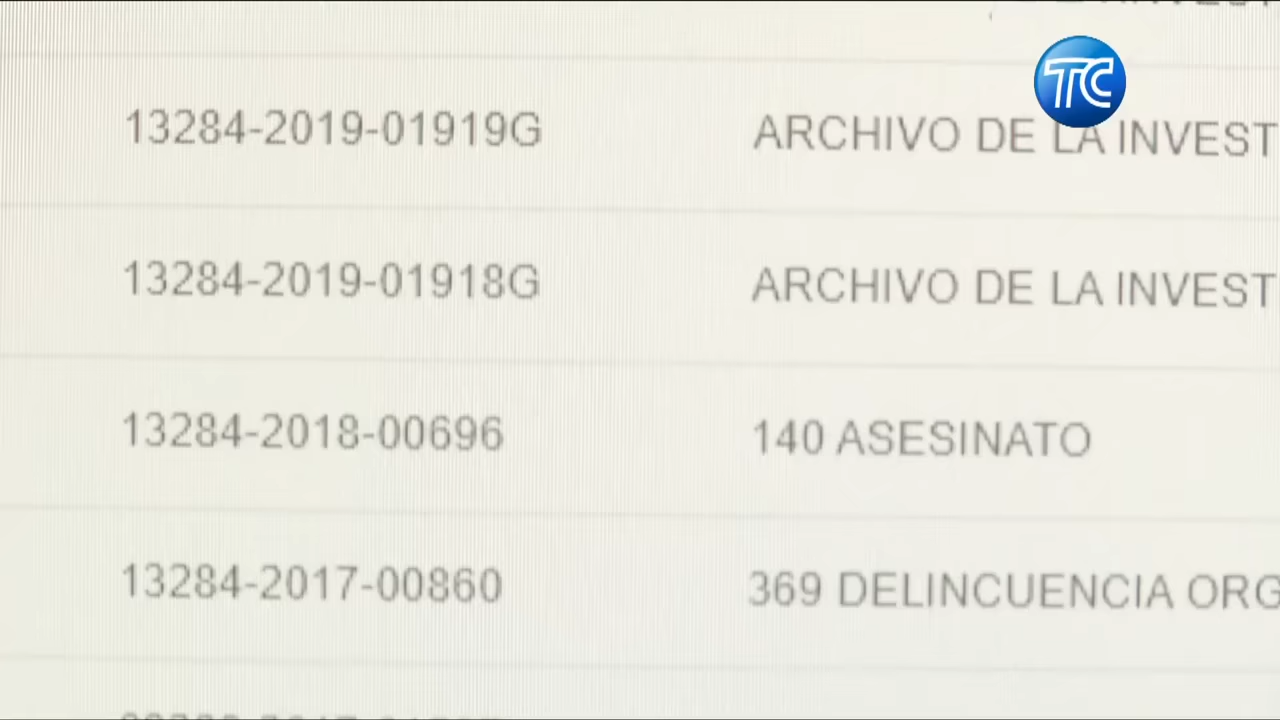 TC
13284-2019-01919G ARCHIVO DE LA INVEST
13284-2019-01918G ARCHIVO DE LA INVEST
13284-2018-00696 140 ASESINATO
13284-2017-00860 369 DELINCUENCIA ORG